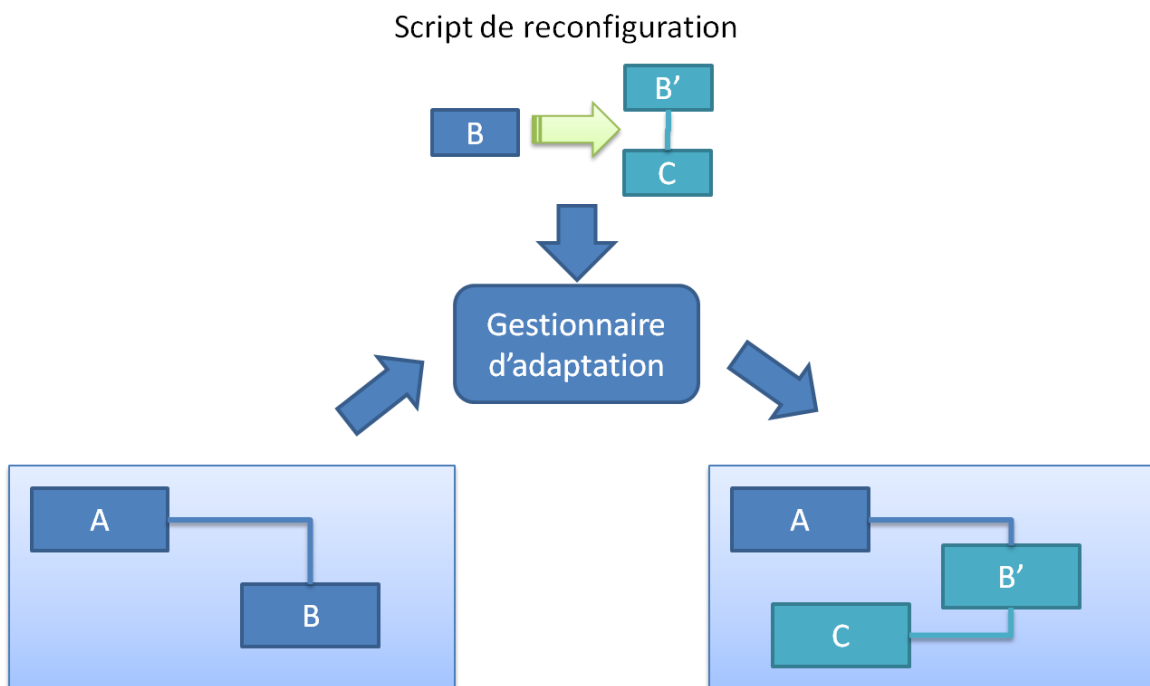 Script de reconfiguration
B’
B
C
Gestionnaire
d’adaptation
A
B
A
B’
C